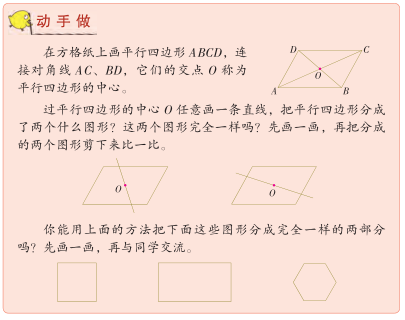 动手做
在方格纸上画平行四边形ABCD，连
接对角线AC、BD，它们的交点O称为
平行四边形的中心。
D
C
O
A
B
过平行四边形的中心O任意画一条直线，把平行四边形分成
了两个什么图形？这两个图形完全一样吗？先画一画，再把分成
的两个图形剪下来比一比。
O
O
你能用上面的方法把下面这些图形分成完全一样的两部分
吗？先画一画，再与同学交流。